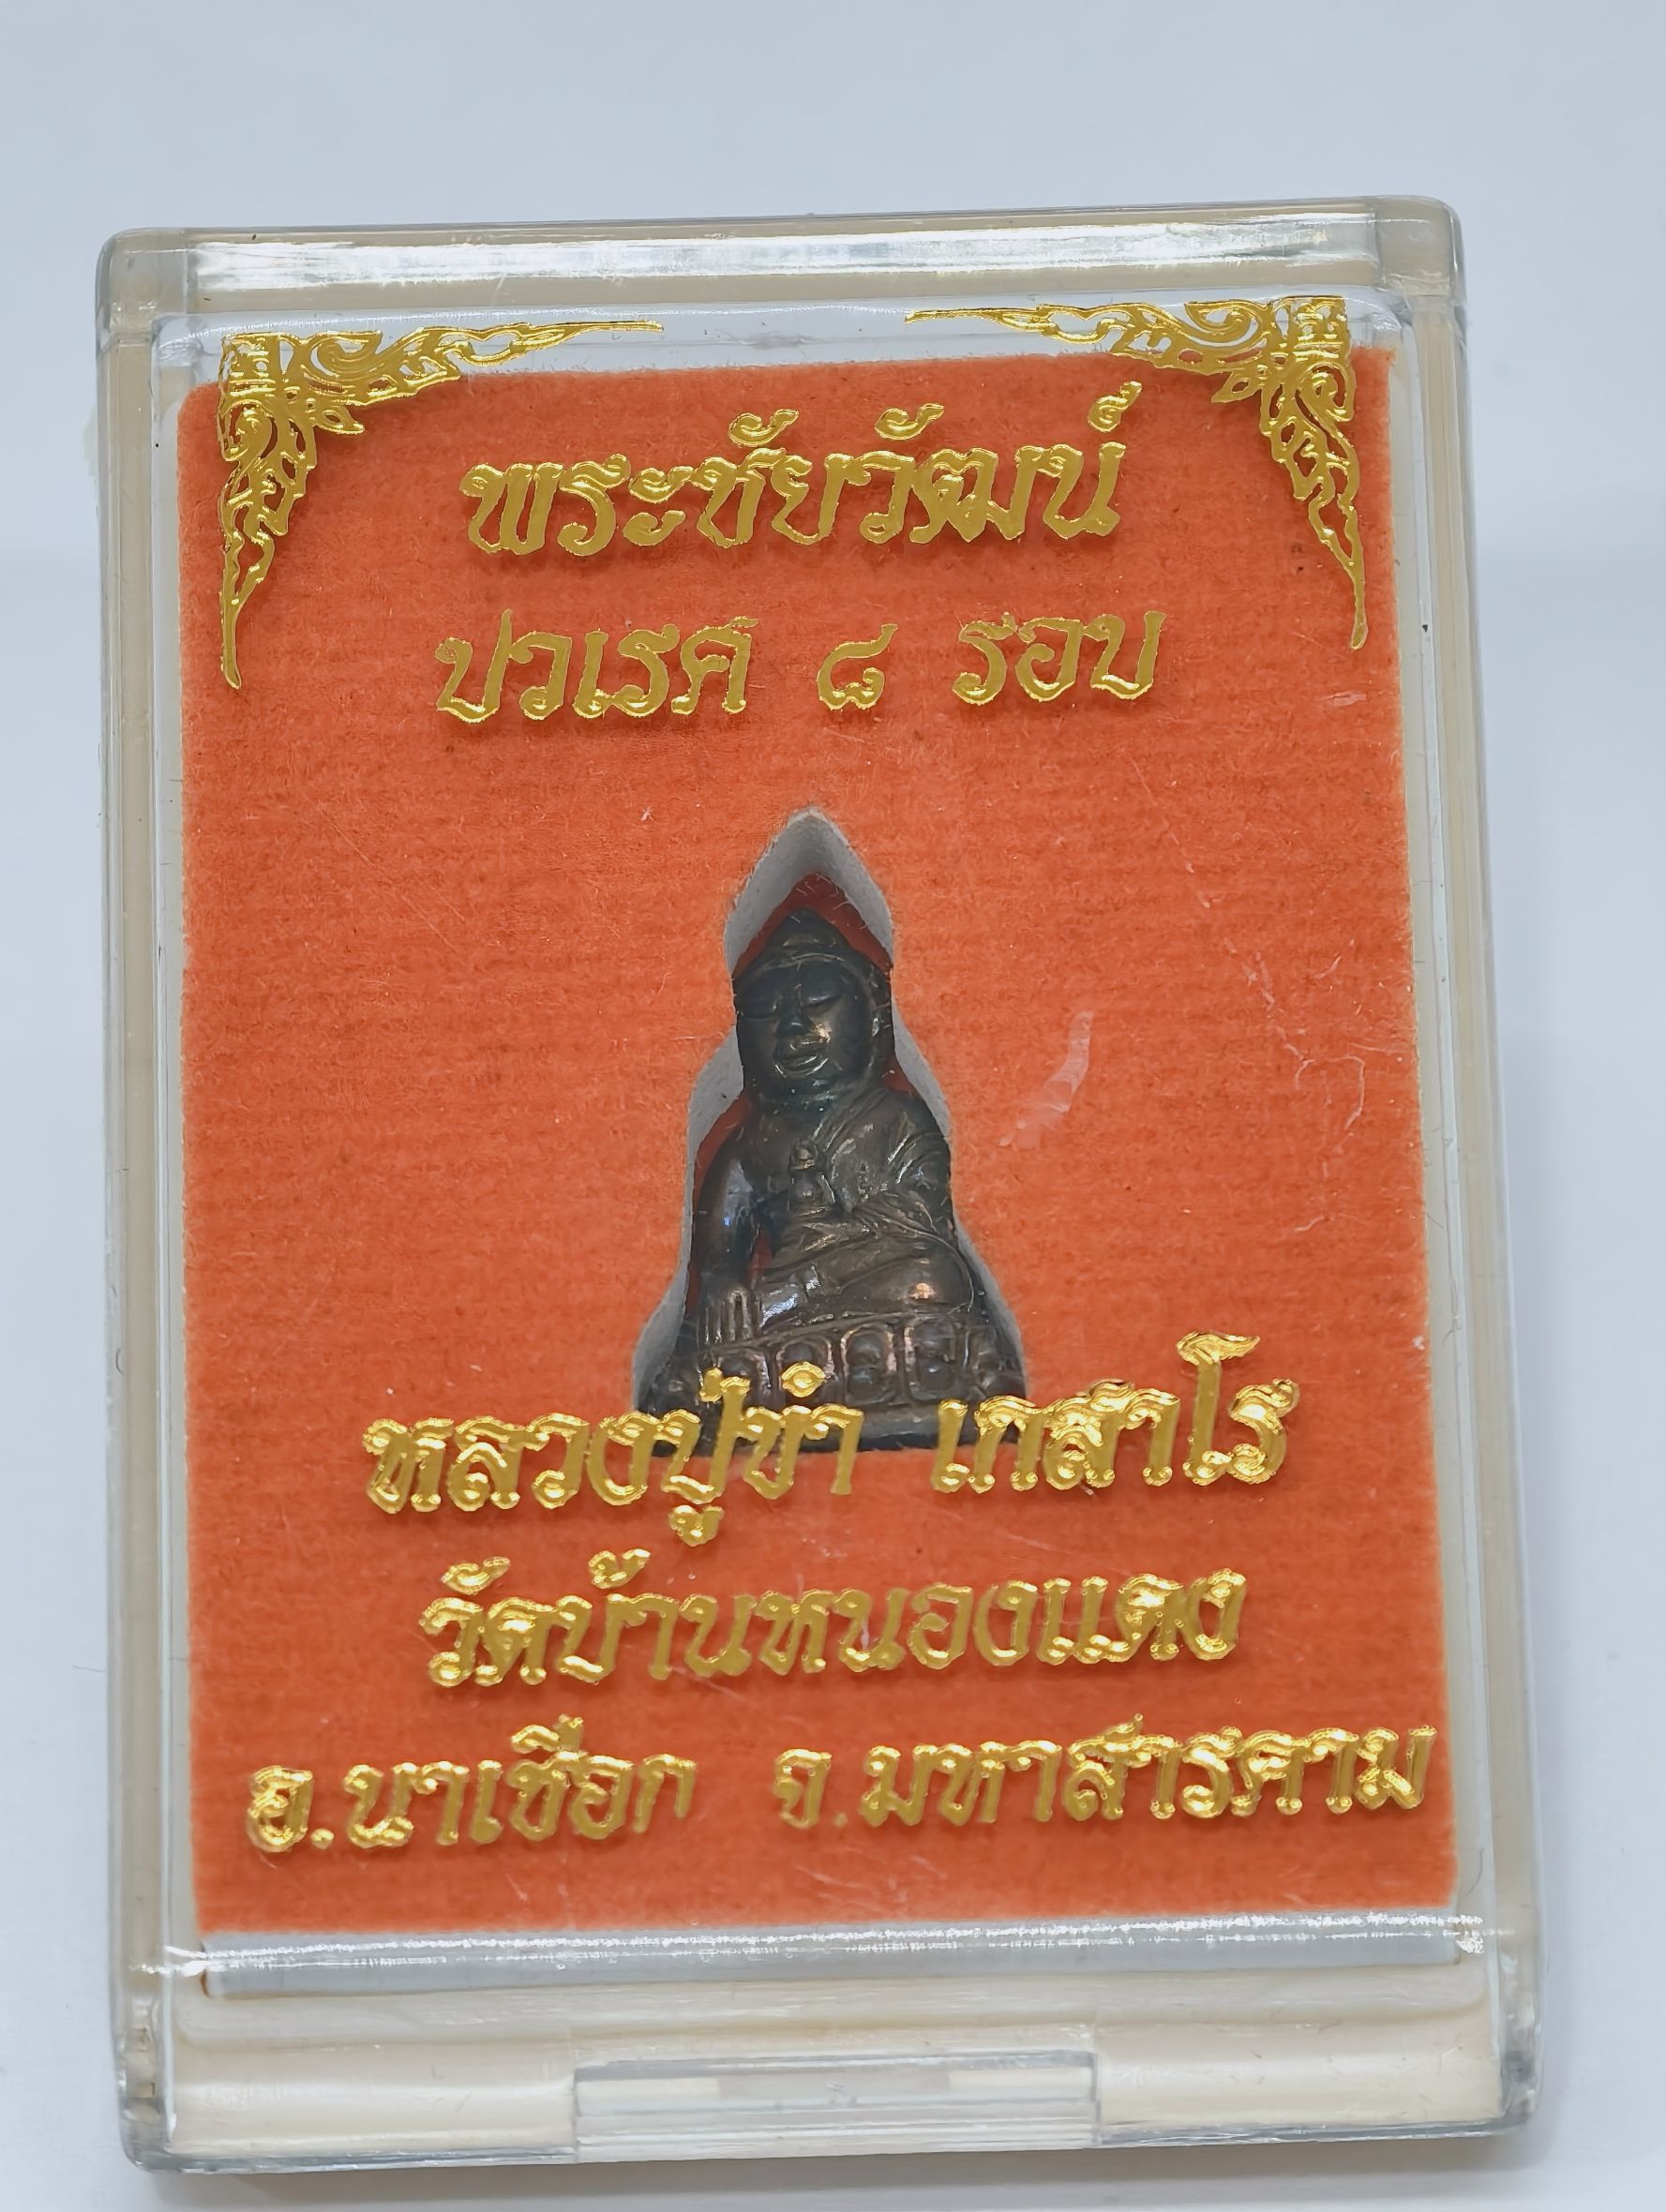 พระชัยวัฒน์
ปวเรศ ๘ รอบ
หลวงปู่ขำ เกสาโร
วัดบ้านหนองแดง
อ.นาเชือก จ.มหาสารคาม